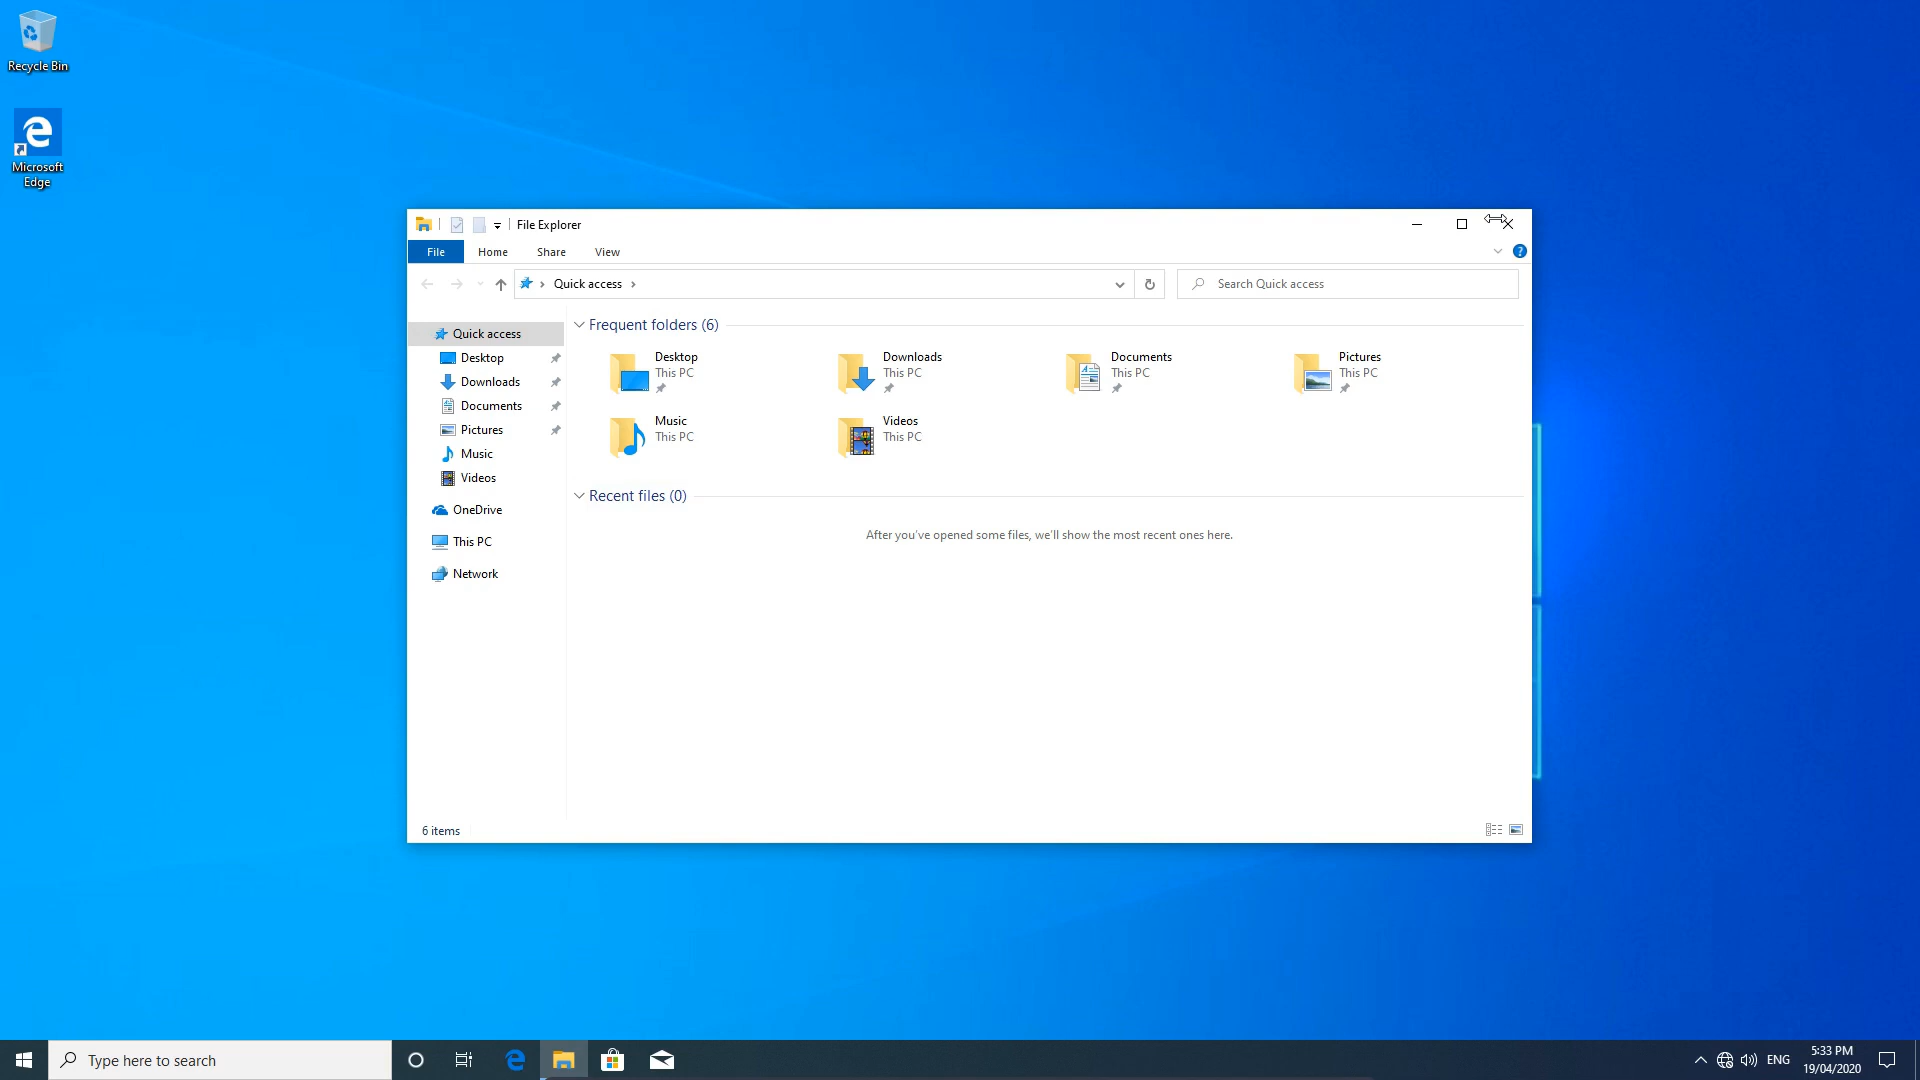 Recycle Bin
Microsoft
Edge
File Explorer
File
Home
Share
View
Quick access
Search Quick access
Quick access
Desktop
Downloads
Documents
Pictures
Music
Videos
OneDrive
This PC
Network
Frequent folders (6)
Desktop
This PC
Downloads
This PC
Documents
This PC
Pictures
This PC
Music
This PC
Videos
This PC
Recent files (0)
After you've opened some files, we'll show the most recent ones here.
6 items
Type here to search
ENG
5:33 PM
19/04/2020